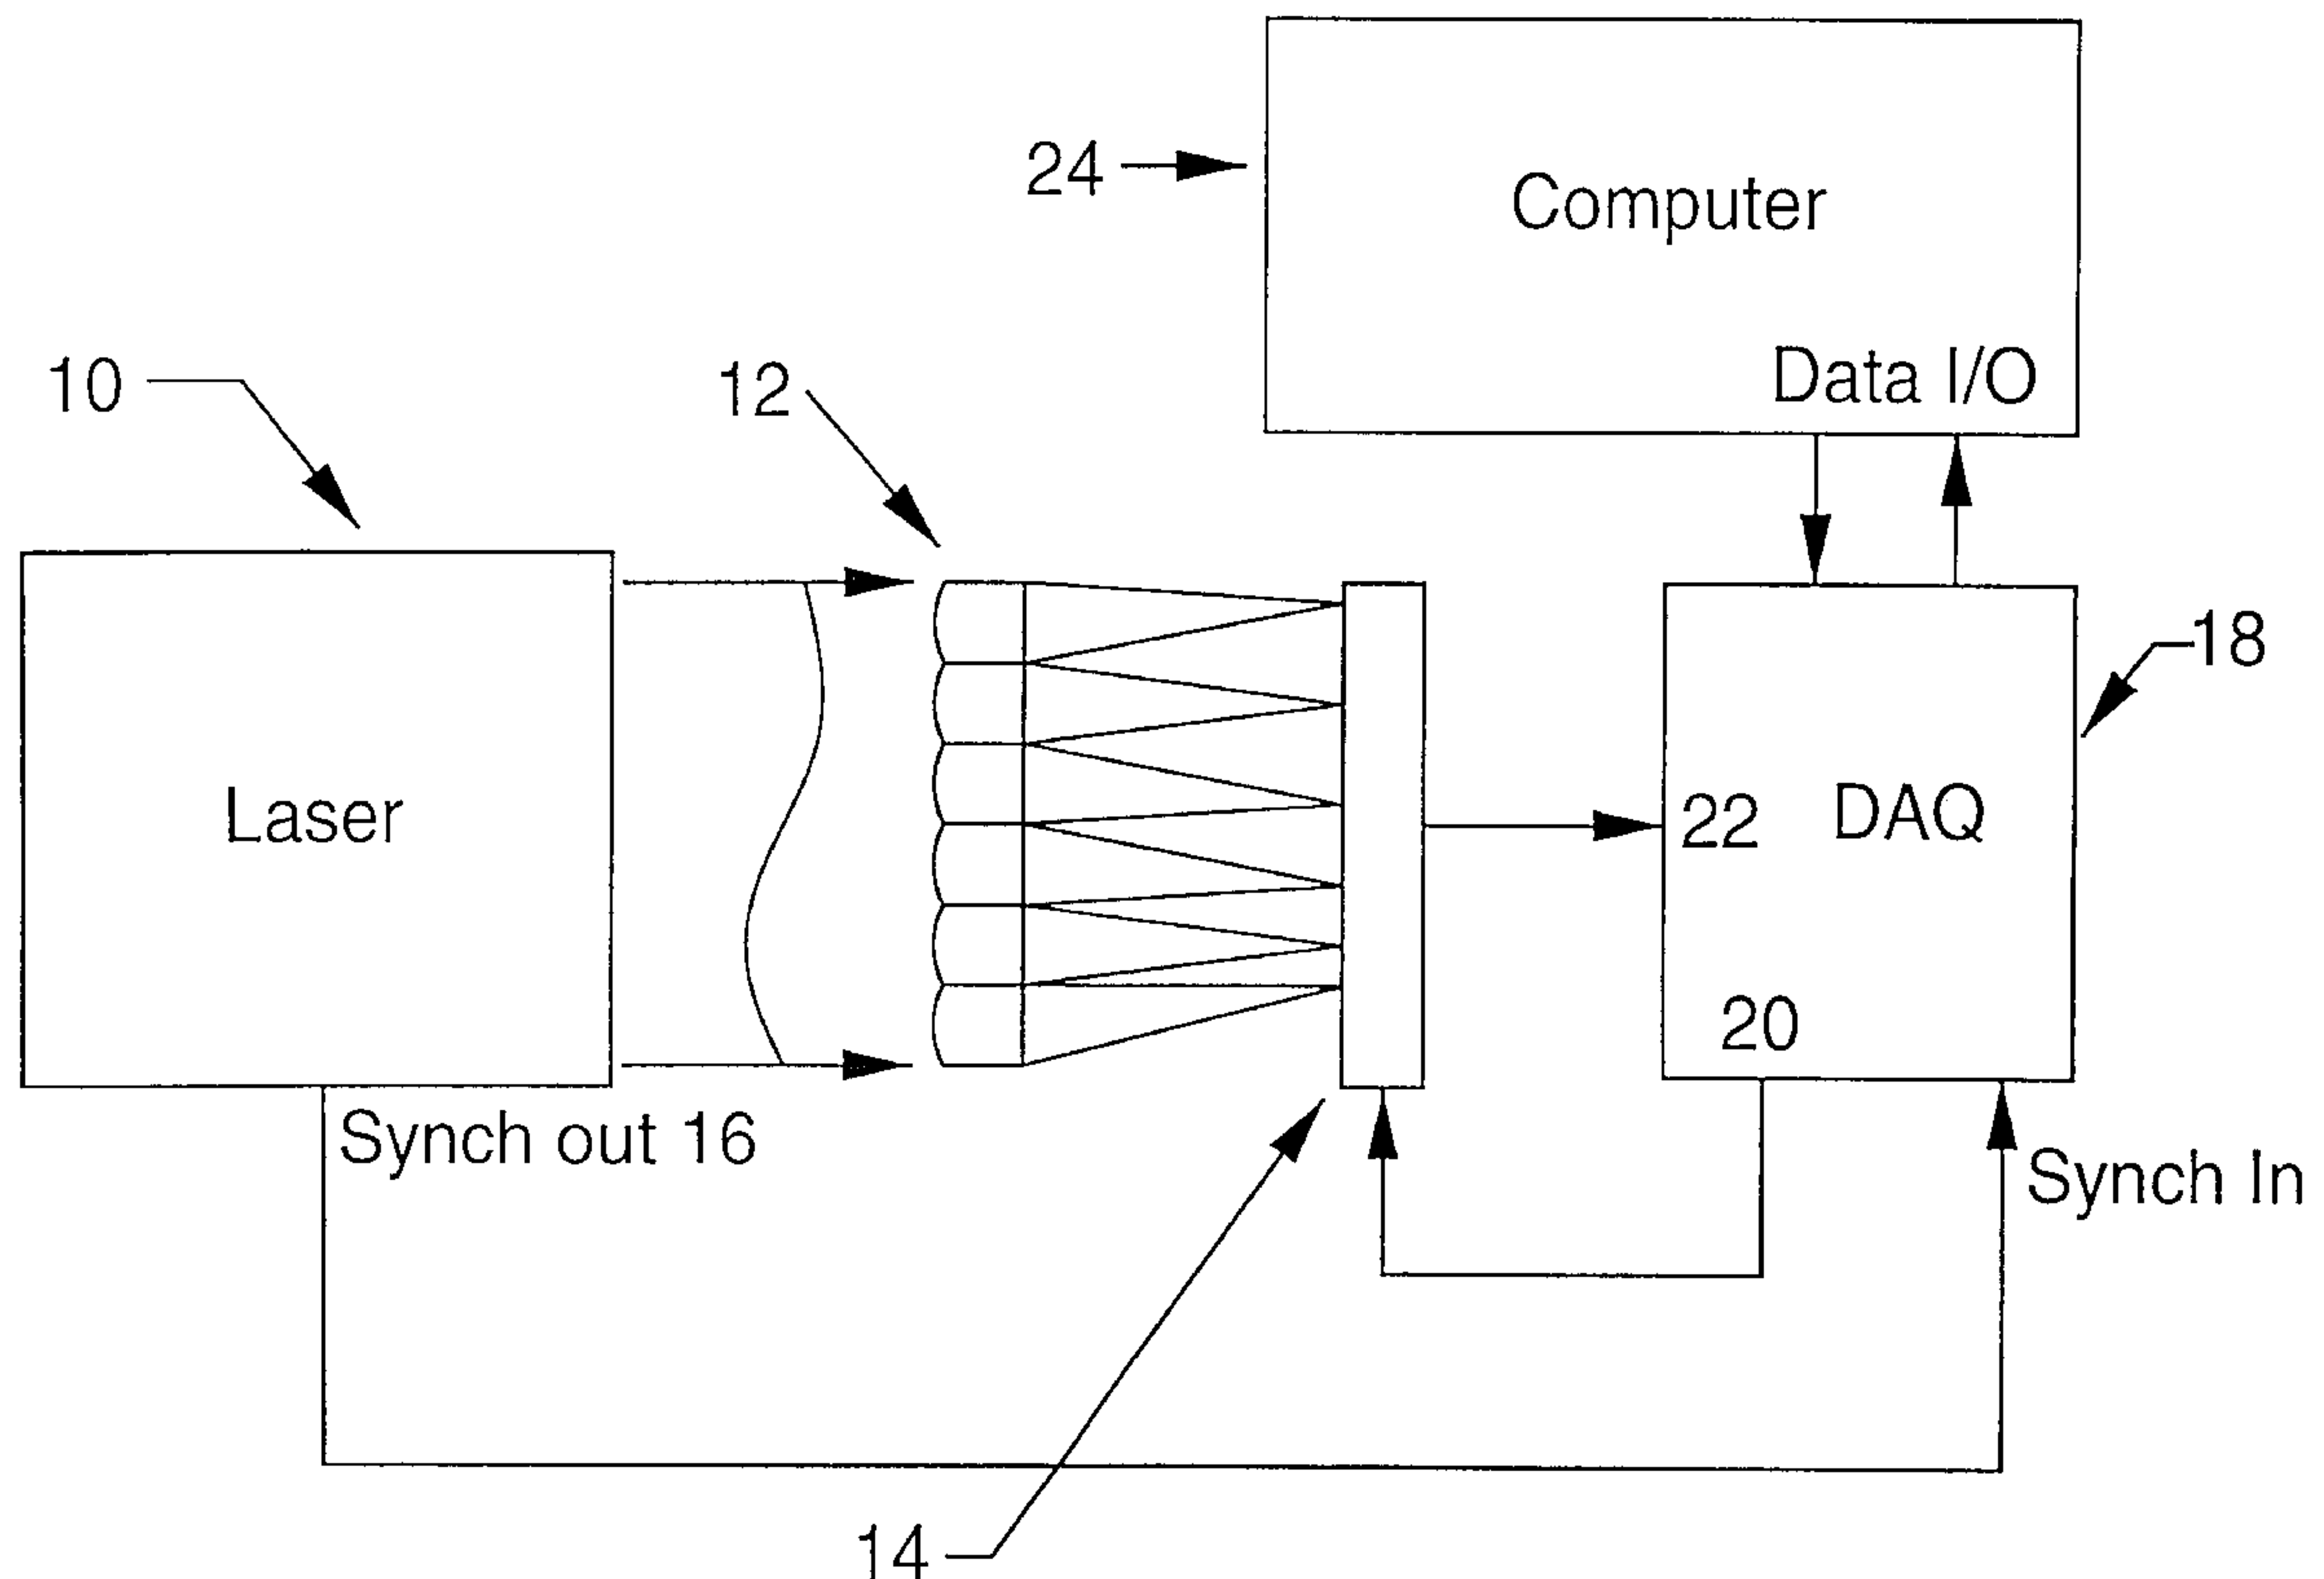 24
Computer
Data I/O
10
12
18
Laser
22 DAQ
20
Synch out 16
Synch In
14